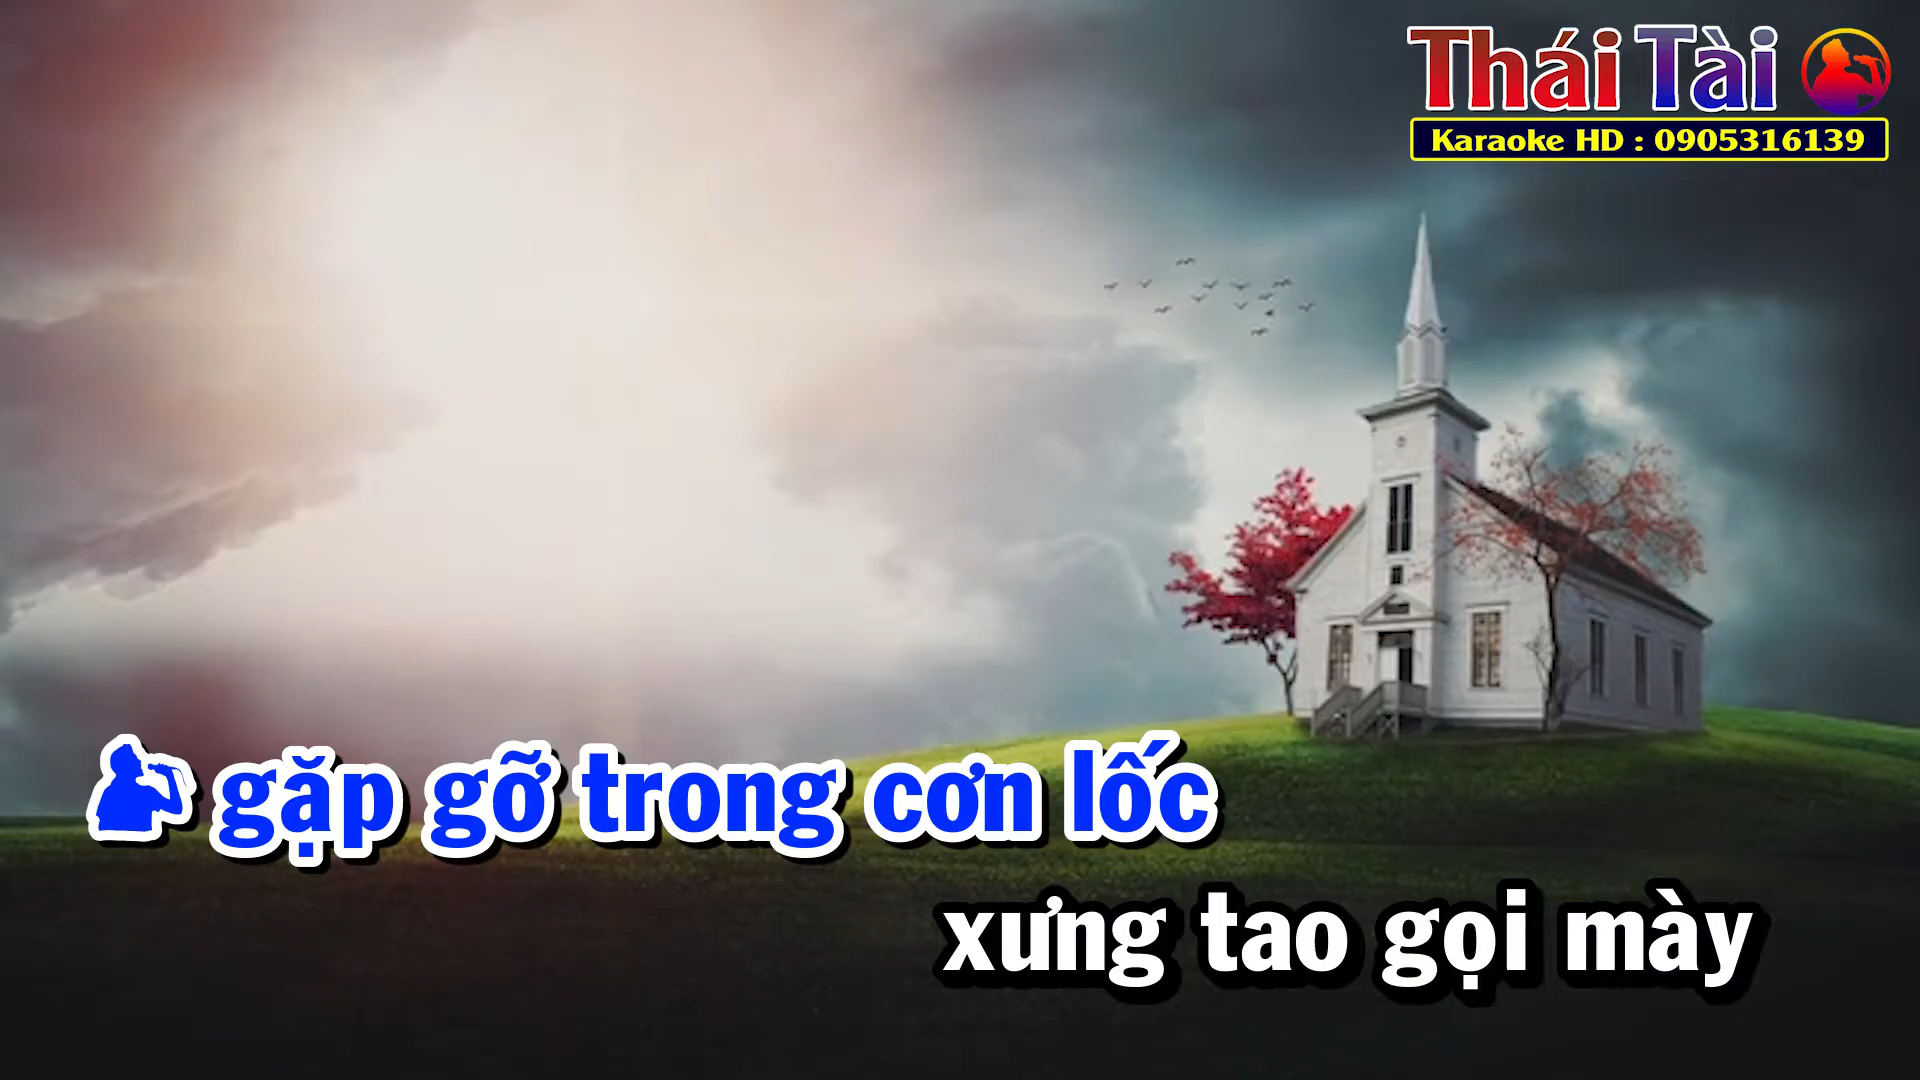 Thái Tài
Karaoke HD : 0905316139
gặp gỡ trong cơn lốc
xưng tao gọi mày